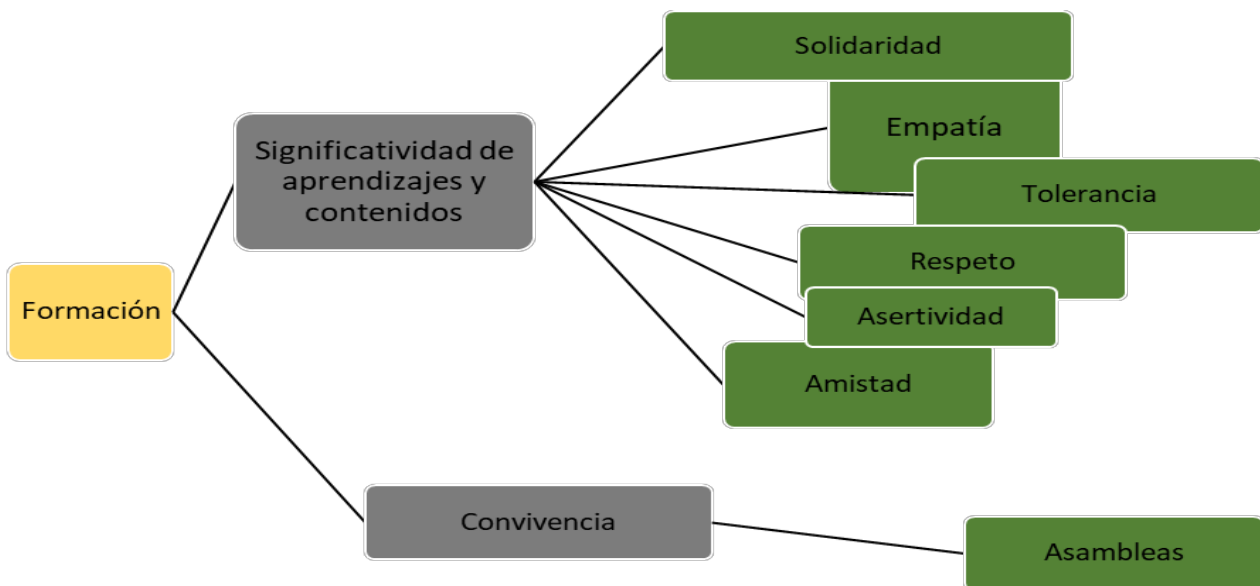 Formación
Significatividad de
aprendizajes y
contenidos
Solidaridad
Empatía
Tolerancia
Respeto
Asertividad
Amistad
Convivencia
Asambleas